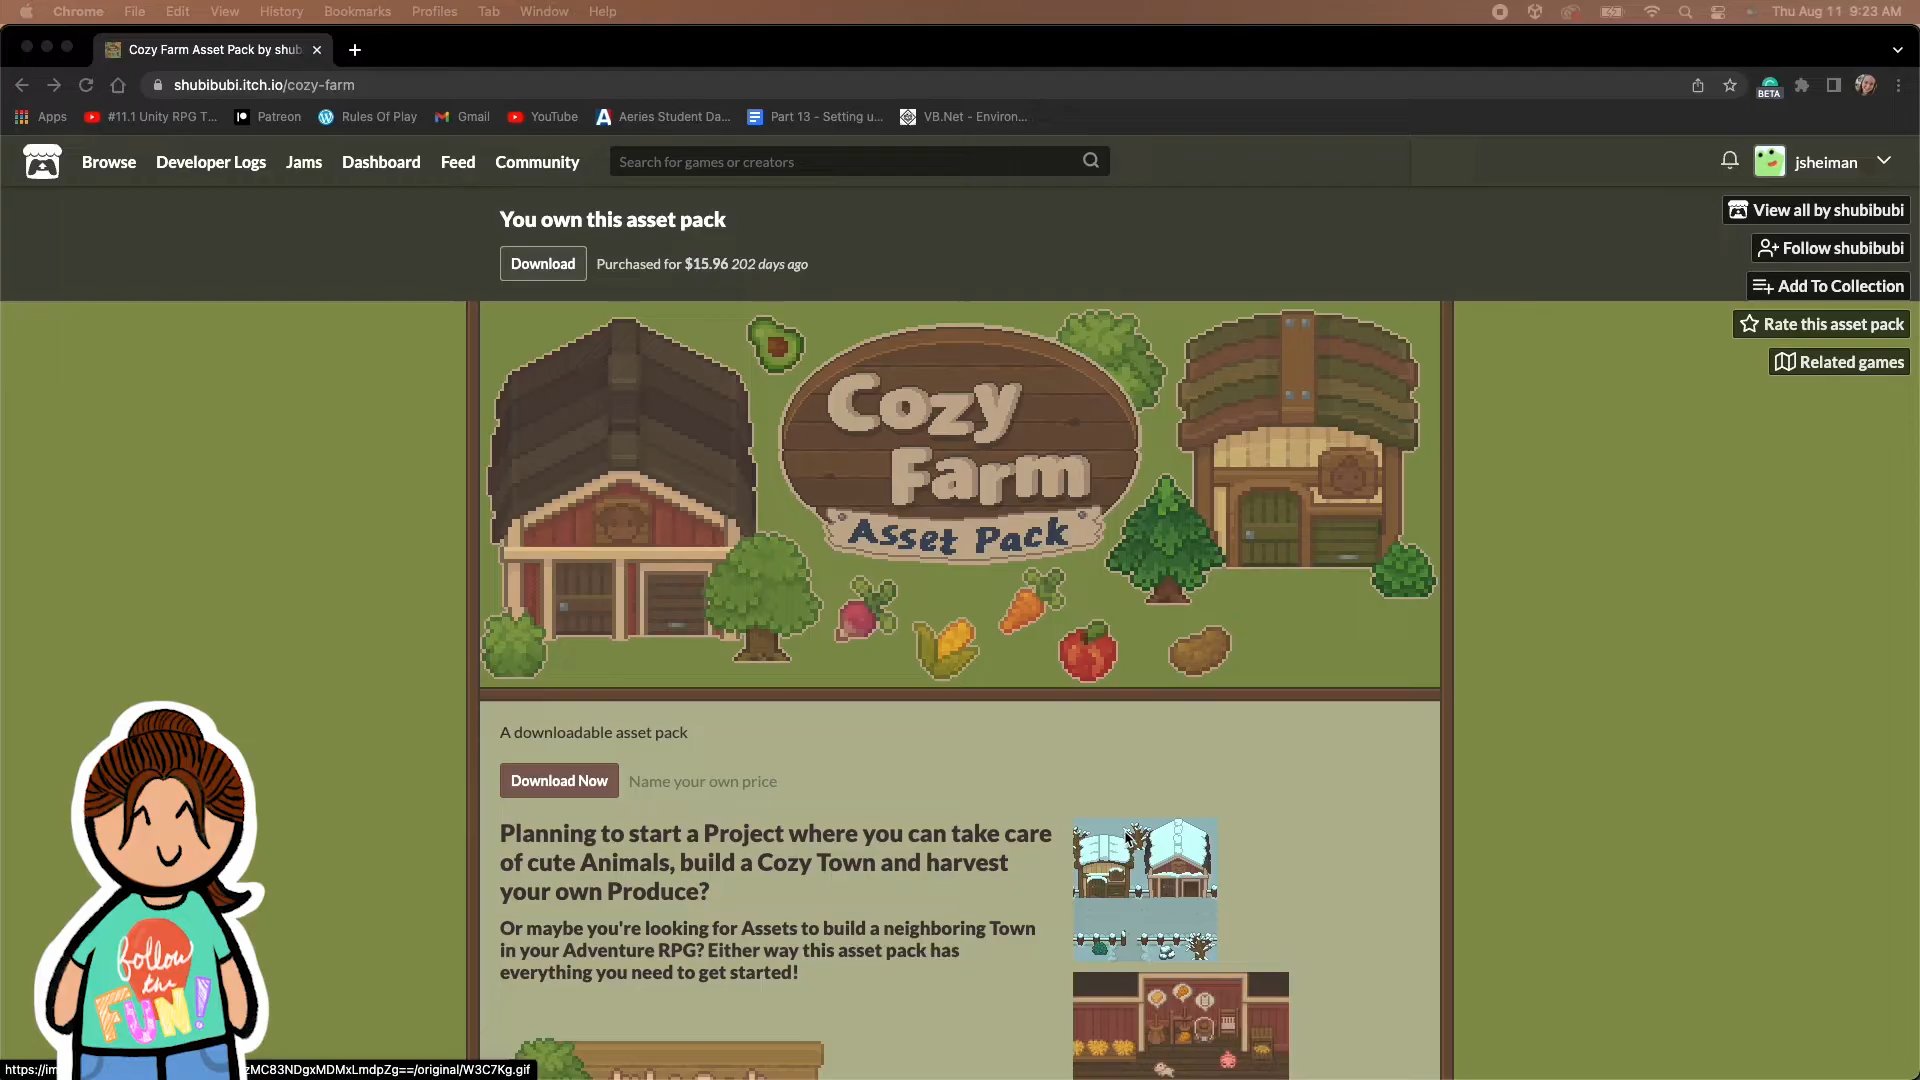 Chrome File Edit View History Bookmarks Profiles Tab Window Help
Thu Aug 11 9:23 AM
Cozy Farm Asset Pack by shub
shubibubi.itch.io/cozy-farm
BETA
Apps #11.1 Unity RPG T... Patreon Rules Of Play Gmail YouTube Aeries Student Da... Part 13 - Setting u... VB.Net - Environ...
Browse Developer Logs Jams Dashboard Feed Community Search for games or creators jsheiman
You own this asset pack
Download Purchased for $15.96 202 days ago
View all by shubibubi
Follow shubibubi
Add To Collection
Rate this asset pack
Related games
Cozy
Farm
Asset Pack
A downloadable asset pack
Download Now Name your own price
Planning to start a Project where you can take care
of cute Animals, build a Cozy Town and harvest
your own Produce?
Or maybe you're looking for Assets to build a neighboring Town
in your Adventure RPG? Either way this asset pack has
everything you need to get started!
follow
the
FUN!
https://im zMC83NDgxMDMxLmdpZg==/original/W3C7Kg.gif